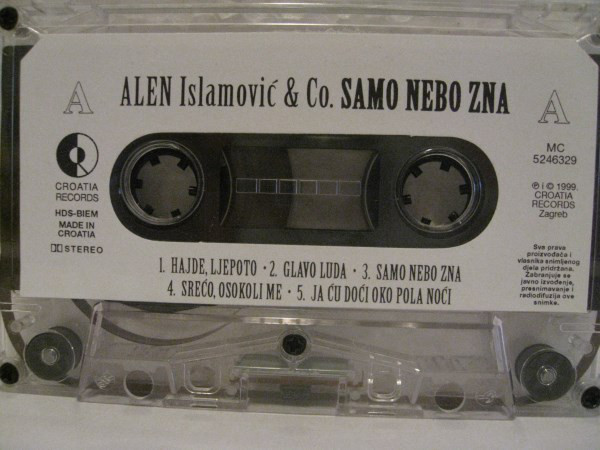 ALEN Islamović & Co. SAMO NEBO ZNA
A
A
CROATIA
RECORDS
HDS-BIEM
MADE IN
CROATIA
STEREO
MC
5246329
℗ i © 1999.
CROATIA
RECORDS
Zagreb
Sva prava
proizvođača i
vlasnika snimljenog
djela pridržana.
Zabranjuje se
javno izvođenje,
presnimavanje i
radiodifuzija ove
snimke.
1. HAJDE, LJEPOTO · 2. GLAVO LUDA · 3. SAMO NEBO ZNA
4. SREĆO, OSOKOLI ME · 5. JA ĆU DOĆI OKO POLA NOĆI